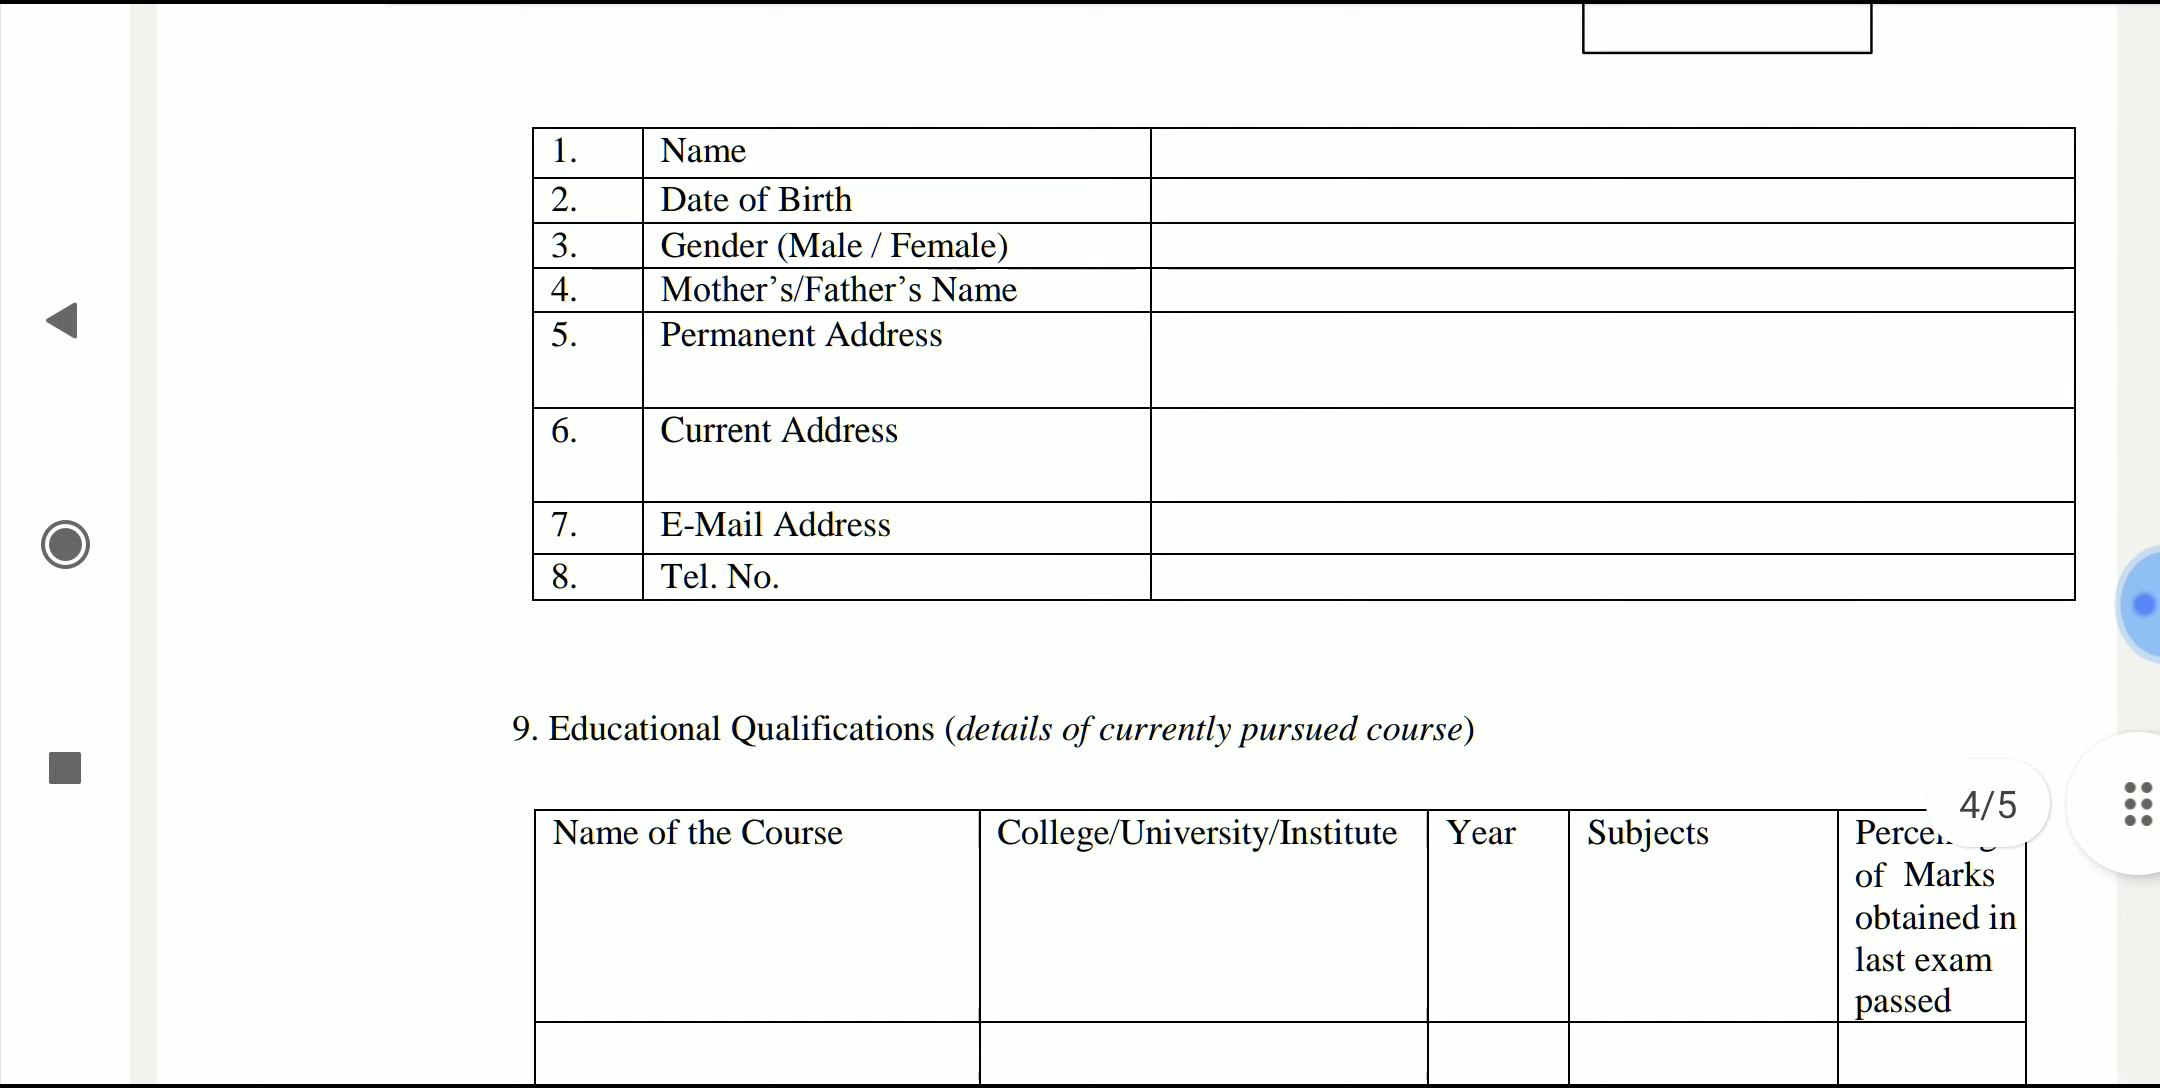 1. Name
2. Date of Birth
3. Gender (Male / Female)
4. Mother’s/Father’s Name
5. Permanent Address
6. Current Address
7. E-Mail Address
8. Tel. No.
9. Educational Qualifications (details of currently pursued course)
4/5
Name of the Course College/University/Institute Year Subjects
of Marks
obtained in
last exam
passed